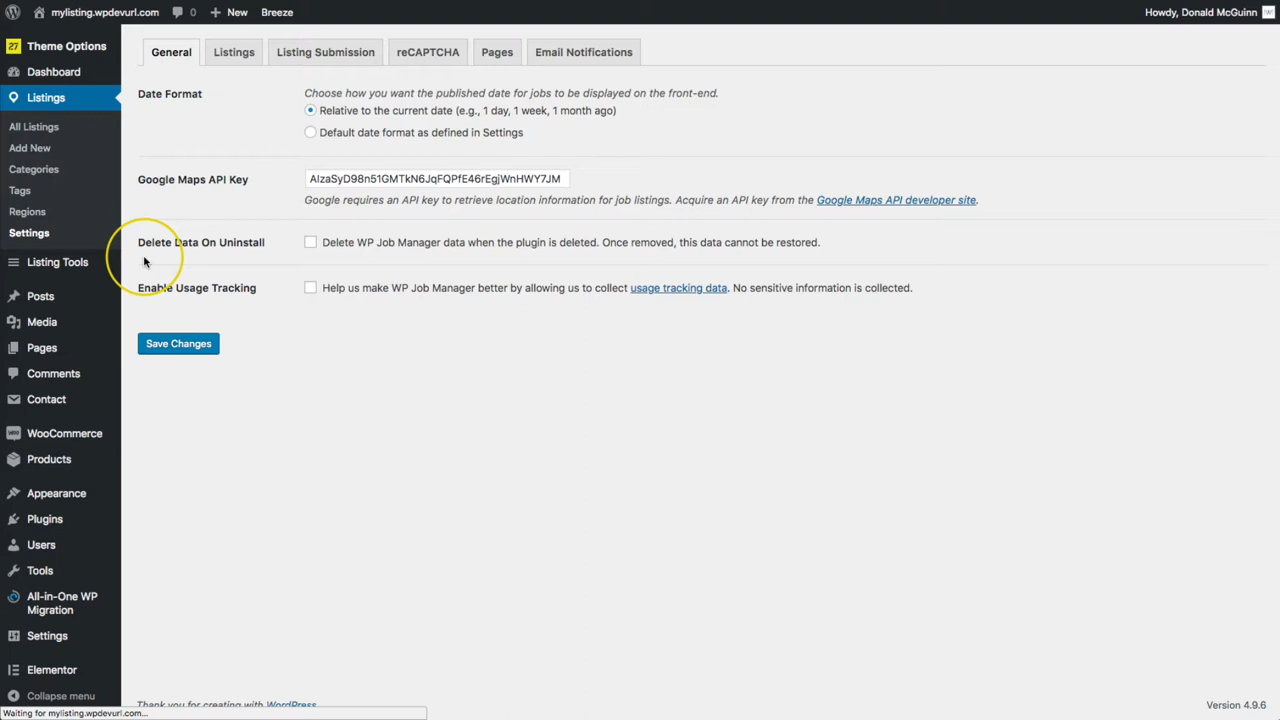 mylisting.wpdevurl.com
0
New
Breeze
Howdy, Donald McGuinn
27
Theme Options
Dashboard
Listings
All Listings
Add New
Categories
Tags
Regions
Settings
Listing Tools
Posts
Media
Pages
Comments
Contact
WooCommerce
Products
Appearance
Plugins
Users
Tools
All-in-One WP
Migration
Settings
Elementor
Collapse menu
General
Listings
Listing Submission
reCAPTCHA
Pages
Email Notifications
Date Format
Choose how you want the published date for jobs to be displayed on the front-end.
Relative to the current date (e.g., 1 day, 1 week, 1 month ago)
Default date format as defined in Settings
Google Maps API Key
AIzaSyD98n51GMTkN6JqFQPfE46rEgjWnHWY7JM
Google requires an API key to retrieve location information for job listings. Acquire an API key from the Google Maps API developer site.
Delete Data On Uninstall
Delete WP Job Manager data when the plugin is deleted. Once removed, this data cannot be restored.
Enable Usage Tracking
Help us make WP Job Manager better by allowing us to collect usage tracking data. No sensitive information is collected.
Save Changes
Thank you for creating with WordPress.
Version 4.9.6
Waiting for mylisting.wpdevurl.com...